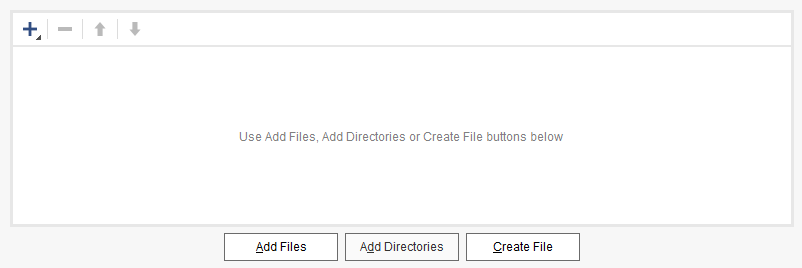 Use Add Files, Add Directories or Create File buttons below
Add Files
Add Directories
Create File